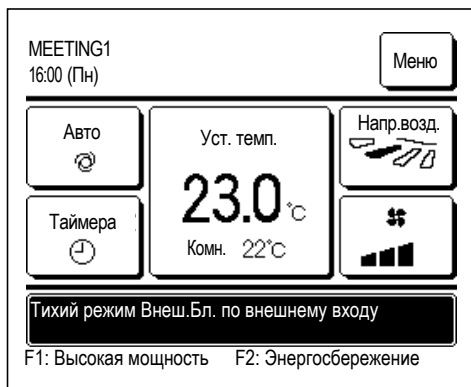 MEETING1
16:00 (Пн)
Меню
Авто
Уст. темп.
Напр.возд.
23.0 °C
Таймера
Комн. 22°C
Тихий режим Внеш.Бл. по внешнему входу
F1: Высокая мощность F2: Энергосбережение